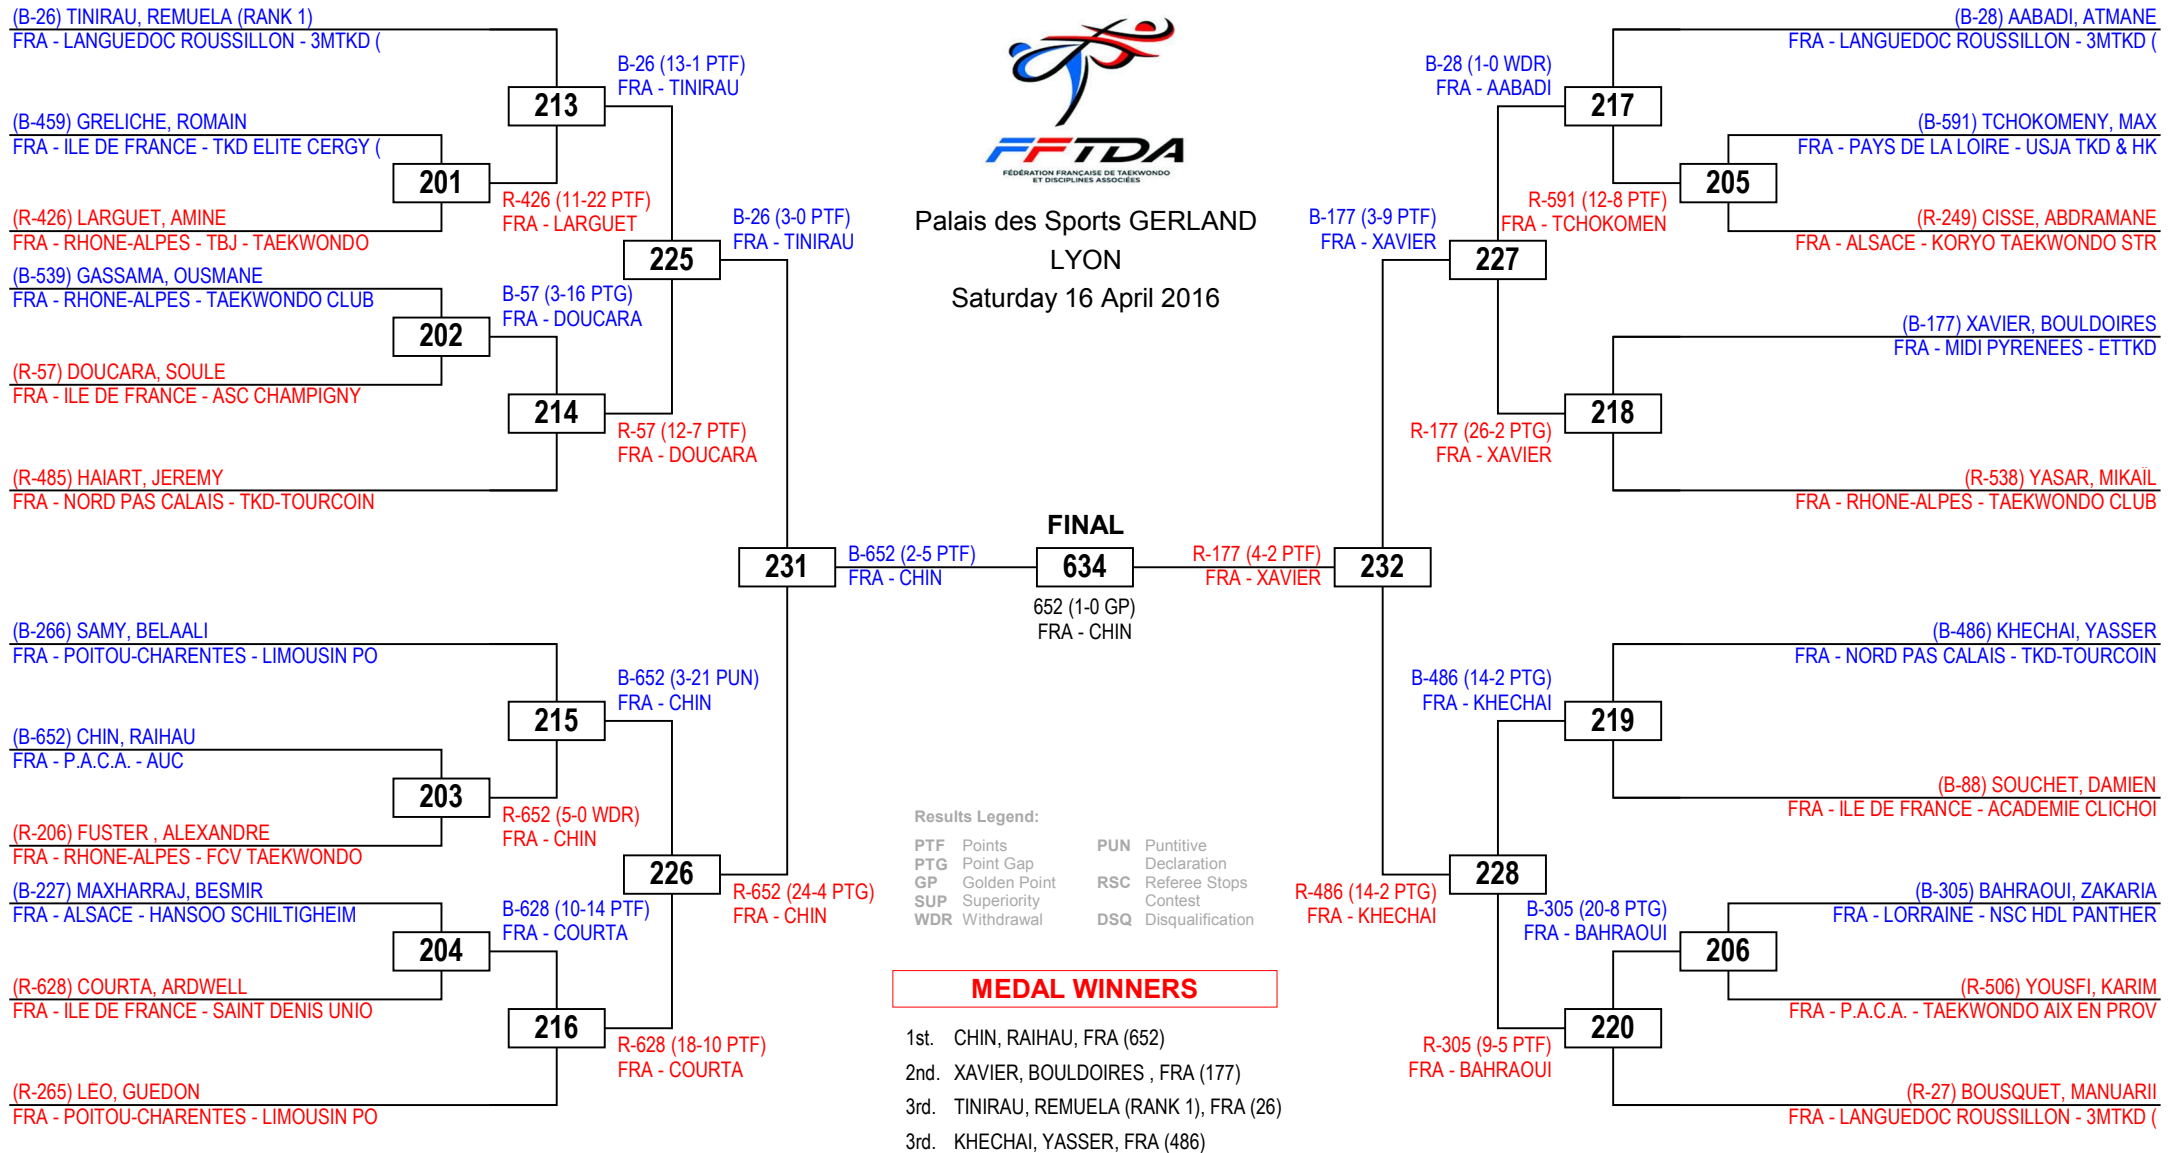 (B-26) TINIRAU, REMUELA (RANK 1)
FRA - LANGUEDOC ROUSSILLON - 3MTKD (
B-26 (13-1 PTF)
FRA - TINIRAU
213
(B-459) GRELICHE, ROMAIN
FRA - ILE DE FRANCE - TKD ELITE CERGY (
201
R-426 (11-22 PTF)
FRA - LARGUET
(R-426) LARGUET, AMINE
FRA - RHONE-ALPES - TBJ - TAEKWONDO
B-26 (3-0 PTF)
FRA - TINIRAU
225
(B-539) GASSAMA, OUSMANE
FRA - RHONE-ALPES - TAEKWONDO CLUB
B-57 (3-16 PTG)
FRA - DOUCARA
202
(R-57) DOUCARA, SOULE
FRA - ILE DE FRANCE - ASC CHAMPIGNY
214
R-57 (12-7 PTF)
FRA - DOUCARA
(R-485) HAIART, JEREMY
FRA - NORD PAS CALAIS - TKD-TOURCOIN
231
B-652 (2-5 PTF)
FRA - CHIN
(B-266) SAMY, BELAALI
FRA - POITOU-CHARENTES - LIMOUSIN PO
B-652 (3-21 PUN)
FRA - CHIN
215
(B-652) CHIN, RAIHAU
FRA - P.A.C.A. - AUC
203
R-652 (5-0 WDR)
FRA - CHIN
(R-206) FUSTER , ALEXANDRE
FRA - RHONE-ALPES - FCV TAEKWONDO
226
R-652 (24-4 PTG)
FRA - CHIN
(B-227) MAXHARRAJ, BESMIR
FRA - ALSACE - HANSOO SCHILTIGHEIM
B-628 (10-14 PTF)
FRA - COURTA
204
(R-628) COURTA, ARDWELL
FRA - ILE DE FRANCE - SAINT DENIS UNIO
216
R-628 (18-10 PTF)
FRA - COURTA
(R-265) LÉO, GUEDON
FRA - POITOU-CHARENTES - LIMOUSIN PO
FFTDA
FÉDÉRATION FRANÇAISE DE TAEKWONDO
ET DISCIPLINES ASSOCIÉES
Palais des Sports GERLAND
LYON
Saturday 16 April 2016
FINAL
634
652 (1-0 GP)
FRA - CHIN
Results Legend:
PTF Points
PTG Point Gap
GP Golden Point
SUP Superiority
WDR Withdrawal
PUN Puntitive
Declaration
RSC Referee Stops
Contest
DSQ Disqualification
MEDAL WINNERS
1st. CHIN, RAIHAU, FRA (652)
2nd. XAVIER, BOULDOIRES , FRA (177)
3rd. TINIRAU, REMUELA (RANK 1), FRA (26)
3rd. KHECHAI, YASSER, FRA (486)
(B-28) AABADI, ATMANE
FRA - LANGUEDOC ROUSSILLON - 3MTKD (
B-28 (1-0 WDR)
FRA - AABADI
217
(B-591) TCHOKOMENY, MAX
FRA - PAYS DE LA LOIRE - USJA TKD & HK
205
R-591 (12-8 PTF)
FRA - TCHOKOMEN
(R-249) CISSE, ABDRAMANE
FRA - ALSACE - KORYO TAEKWONDO STR
B-177 (3-9 PTF)
FRA - XAVIER
227
(B-177) XAVIER, BOULDOIRES
FRA - MIDI PYRENEES - ETTKD
218
R-177 (26-2 PTG)
FRA - XAVIER
(R-538) YASAR, MIKAÏL
FRA - RHONE-ALPES - TAEKWONDO CLUB
R-177 (4-2 PTF)
FRA - XAVIER
232
(B-486) KHECHAI, YASSER
FRA - NORD PAS CALAIS - TKD-TOURCOIN
B-486 (14-2 PTG)
FRA - KHECHAI
219
(B-88) SOUCHET, DAMIEN
FRA - ILE DE FRANCE - ACADEMIE CLICHOI
228
R-486 (14-2 PTG)
FRA - KHECHAI
(B-305) BAHRAOUI, ZAKARIA
FRA - LORRAINE - NSC HDL PANTHER
B-305 (20-8 PTG)
FRA - BAHRAOUI
206
(R-506) YOUSFI, KARIM
FRA - P.A.C.A. - TAEKWONDO AIX EN PROV
220
R-305 (9-5 PTF)
FRA - BAHRAOUI
(R-27) BOUSQUET, MANUARII
FRA - LANGUEDOC ROUSSILLON - 3MTKD (